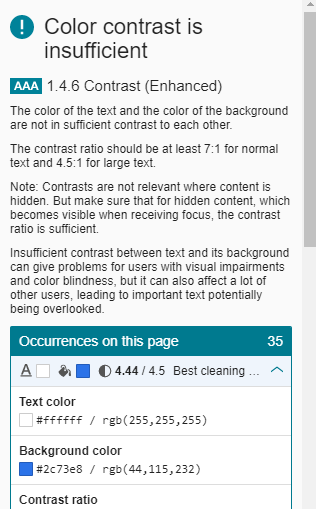 Color contrast is
insufficient
AAA 1.4.6 Contrast (Enhanced)
The color of the text and the color of the background
are not in sufficient contrast to each other.
The contrast ratio should be at least 7:1 for normal
text and 4.5:1 for large text.
Note: Contrasts are not relevant where content is
hidden. But make sure that for hidden content, which
becomes visible when receiving focus, the contrast
ratio is sufficient.
Insufficient contrast between text and its background
can give problems for users with visual impairments
and color blindness, but it can also affect a lot of
other users, leading to important text potentially
being overlooked.
Occurrences on this page 35
A 4.44 / 4.5 Best cleaning ...
Text color
#ffffff / rgb(255,255,255)
Background color
#2c73e8 / rgb(44,115,232)
Contrast ratio